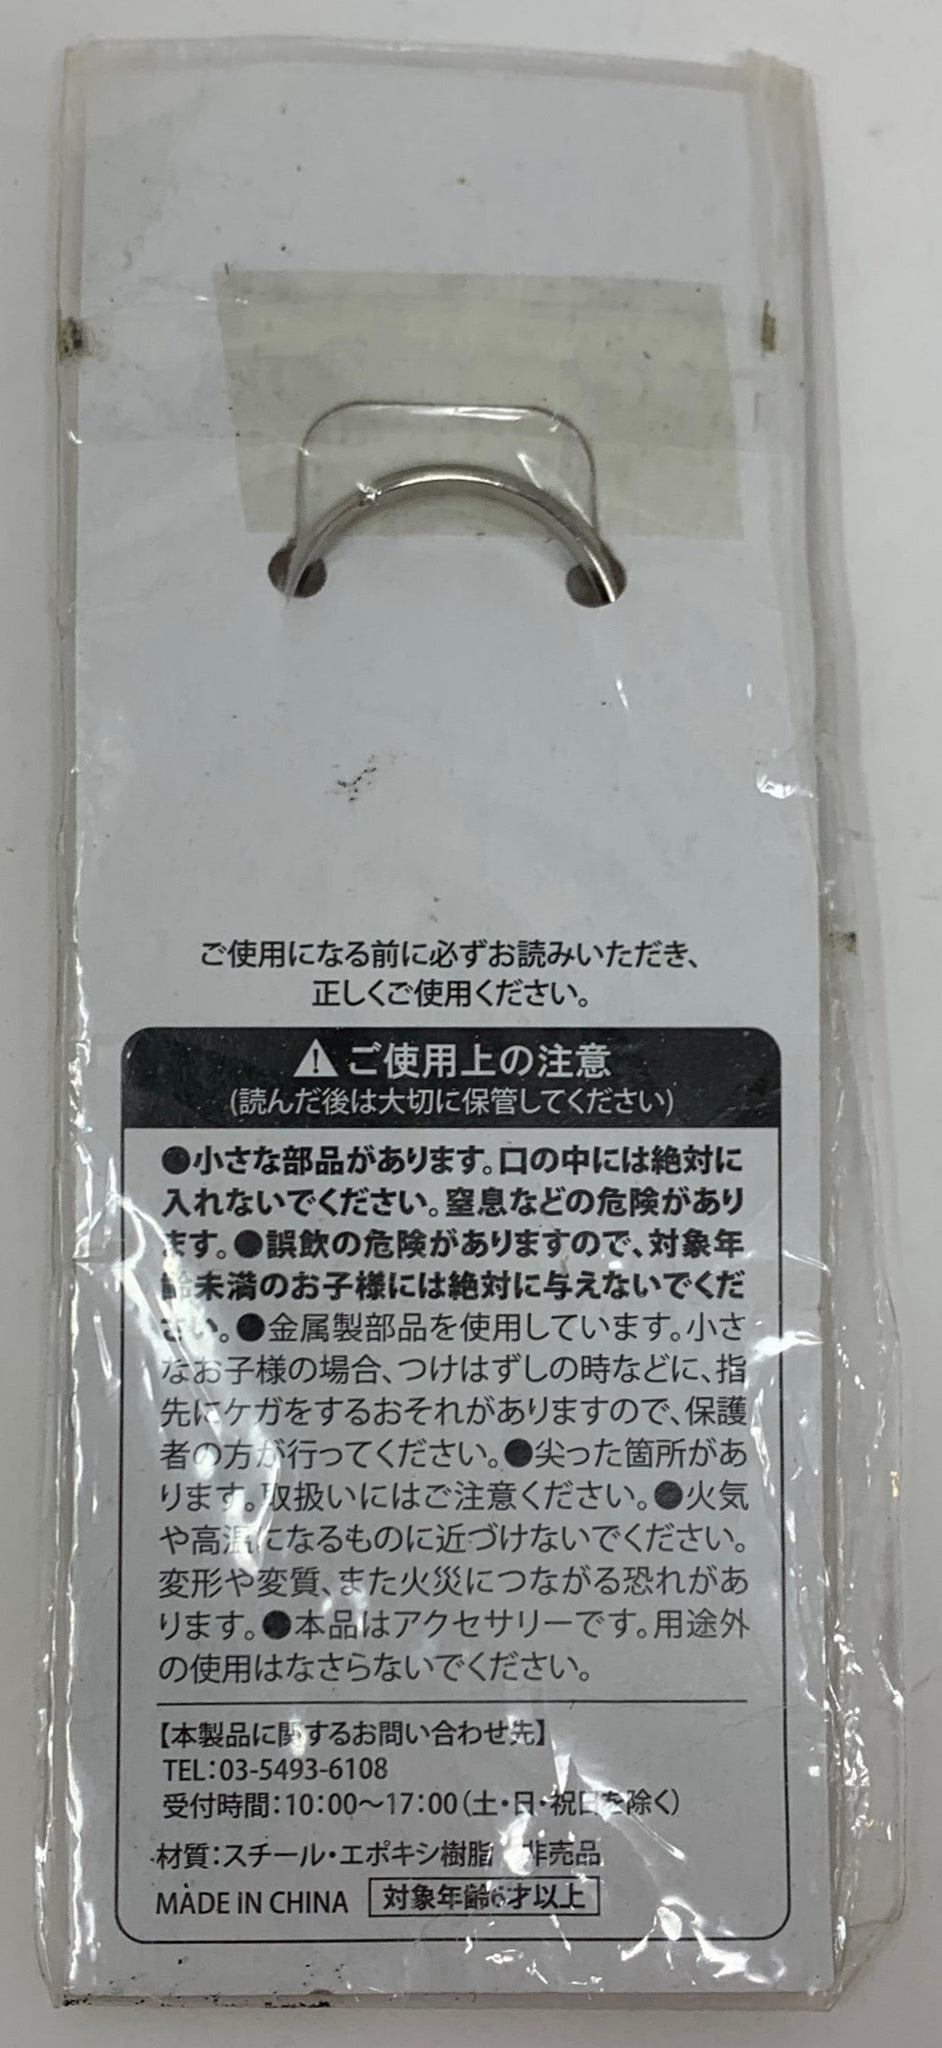 ご使用になる前に必ずお読みいただき、
正しくご使用ください。
ご使用上の注意
(読んだ後は大切に保管してください)
●小さな部品があります。口の中には絶対に
入れないでください。窒息などの危険があり
ます。●誤飲の危険がありますので、対象年
齢未満のお子様には絶対に与えないでくだ
さい。●金属製部品を使用しています。小さ
なお子様の場合、つけはずしの時などに、指
先にケガをするおそれがありますので、保護
者の方が行ってください。●尖った箇所があ
ります。取扱いにはご注意ください。●火気
や高温になるものに近づけないでください。
変形や変質、また火災につながる恐れがあ
ります。●本品はアクセサリーです。用途外
の使用はなさらないでください。
【本製品に関するお問い合わせ先】
TEL:03-5493-6108
受付時間:10:00〜17:00(土・日・祝日を除く)
材質:スチール・エポキシ樹脂 非売品
MADE iN CHINA 対象年齢6才以上